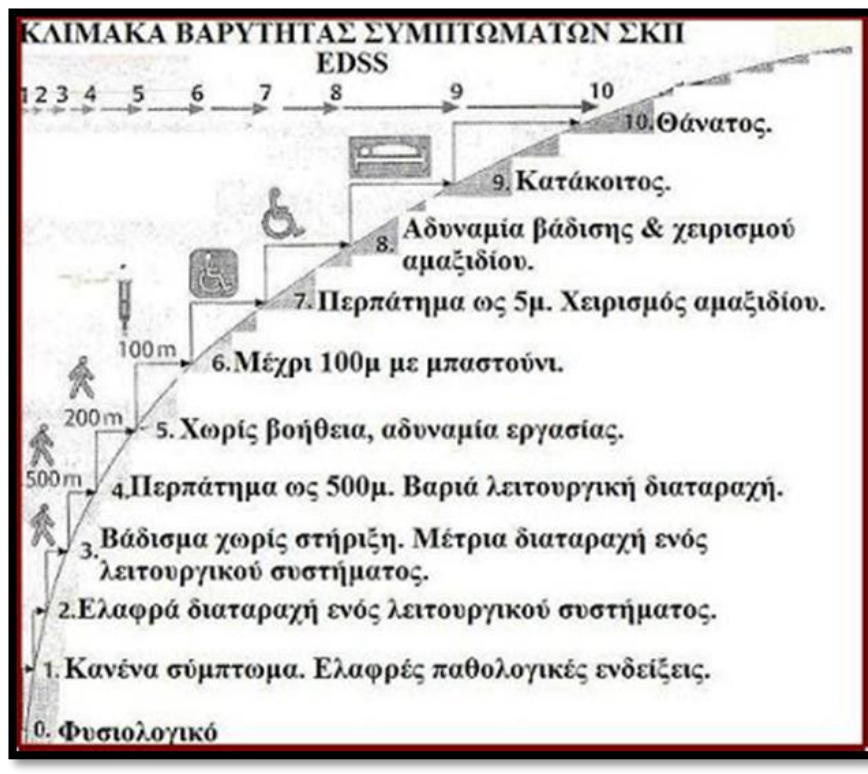 ΚΛΙΜΑΚΑ ΒΑΡΥΤΗΤΑΣ ΣΥΜΠΤΩΜΑΤΩΝ ΣΚΠ
EDSS
1 2 3 4 5 6 7 8 9 10
10. Θάνατος.
9. Κατάκοιτος.
8. Αδυναμία βάδισης & χειρισμού
αμαξιδίου.
7. Περπάτημα ως 5μ. Χειρισμός αμαξιδίου.
100 m
6. Μέχρι 100μ με μπαστούνι.
200 m
5. Χωρίς βοήθεια, αδυναμία εργασίας.
500 m
4. Περπάτημα ως 500μ. Βαριά λειτουργική διαταραχή.
3. Βάδισμα χωρίς στήριξη. Μέτρια διαταραχή ενός
λειτουργικού συστήματος.
2. Ελαφρά διαταραχή ενός λειτουργικού συστήματος.
1. Κανένα σύμπτωμα. Ελαφρές παθολογικές ενδείξεις.
0. Φυσιολογικό